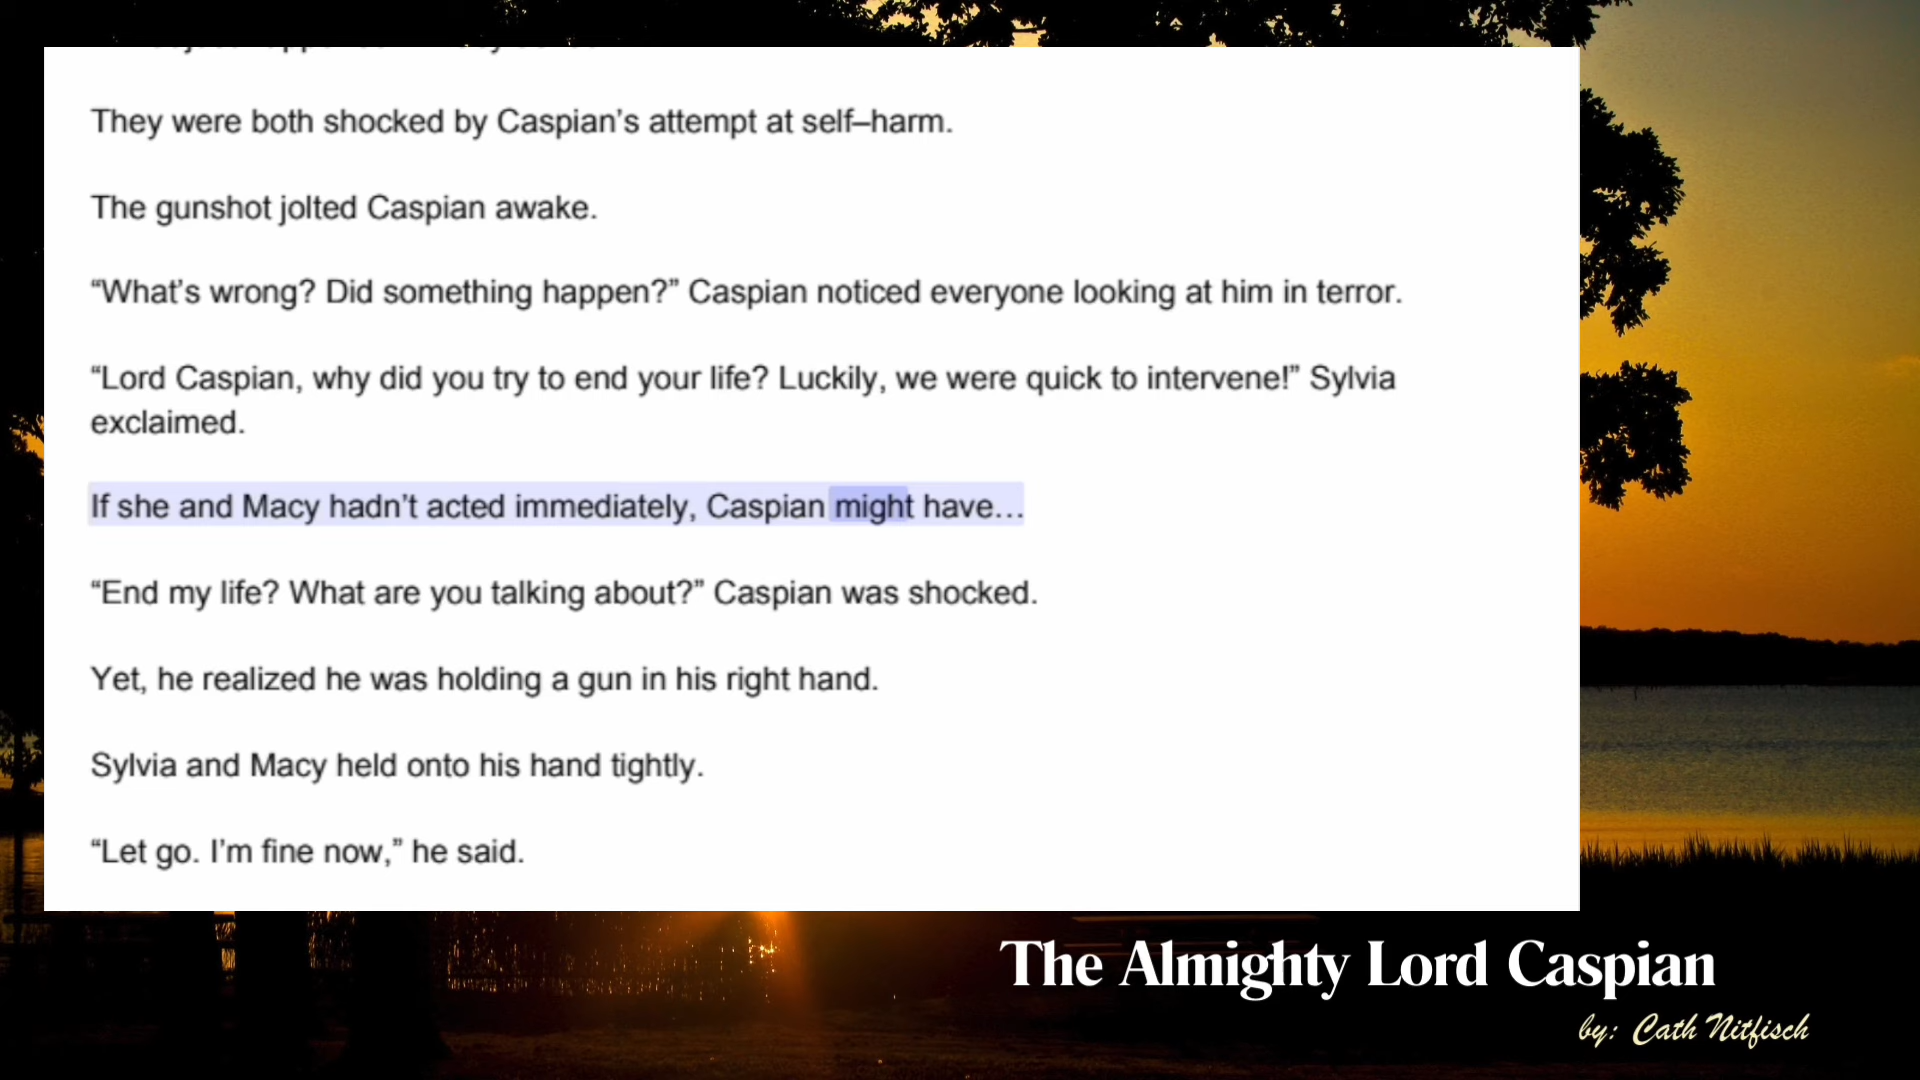 They were both shocked by Caspian’s attempt at self–harm.
The gunshot jolted Caspian awake.
“What’s wrong? Did something happen?” Caspian noticed everyone looking at him in terror.
“Lord Caspian, why did you try to end your life? Luckily, we were quick to intervene!” Sylvia
exclaimed.
If she and Macy hadn’t acted immediately, Caspian might have…
“End my life? What are you talking about?” Caspian was shocked.
Yet, he realized he was holding a gun in his right hand.
Sylvia and Macy held onto his hand tightly.
“Let go. I’m fine now,” he said.
The Almighty Lord Caspian
by: Cath Nitfisch